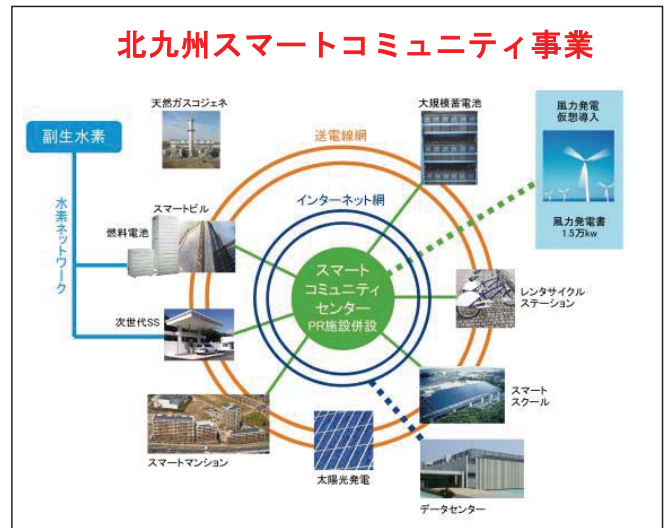 北九州スマートコミュニティ事業
天然ガスコジェネ
大規模蓄電池
風力発電
仮想導入
副生水素
送電線網
インターネット網
水素ネットワーク
スマートビル
燃料電池
風力発電書
1.5万kw
スマート
コミュニティ
センター
PR施設併設
レンタサイクル
ステーション
次世代SS
スマート
スクール
スマートマンション
太陽光発電
データセンター